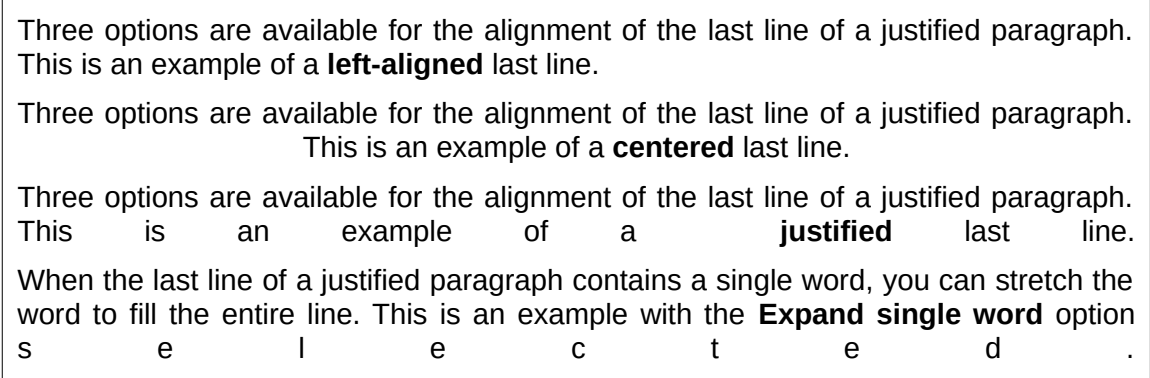 Three options are available for the alignment of the last line of a justified paragraph.
This is an example of a left-aligned last line.
Three options are available for the alignment of the last line of a justified paragraph.
This is an example of a centered last line.
Three options are available for the alignment of the last line of a justified paragraph.
This is an example of a justified last line.
When the last line of a justified paragraph contains a single word, you can stretch the
word to fill the entire line. This is an example with the Expand single word option
s e l e c t e d .